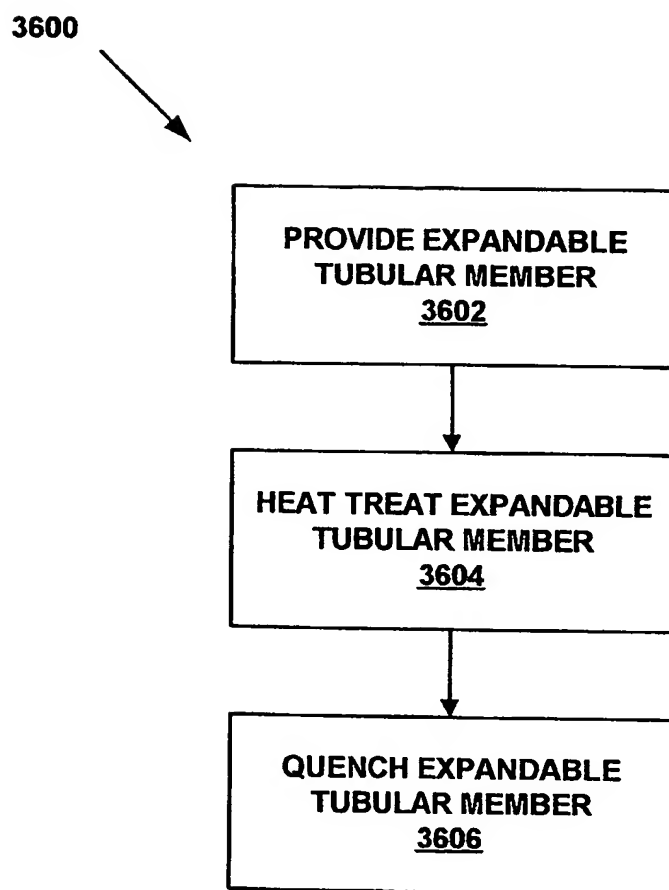 3600
PROVIDE EXPANDABLE
TUBULAR MEMBER
3602
HEAT TREAT EXPANDABLE
TUBULAR MEMBER
3604
QUENCH EXPANDABLE
TUBULAR MEMBER
3606